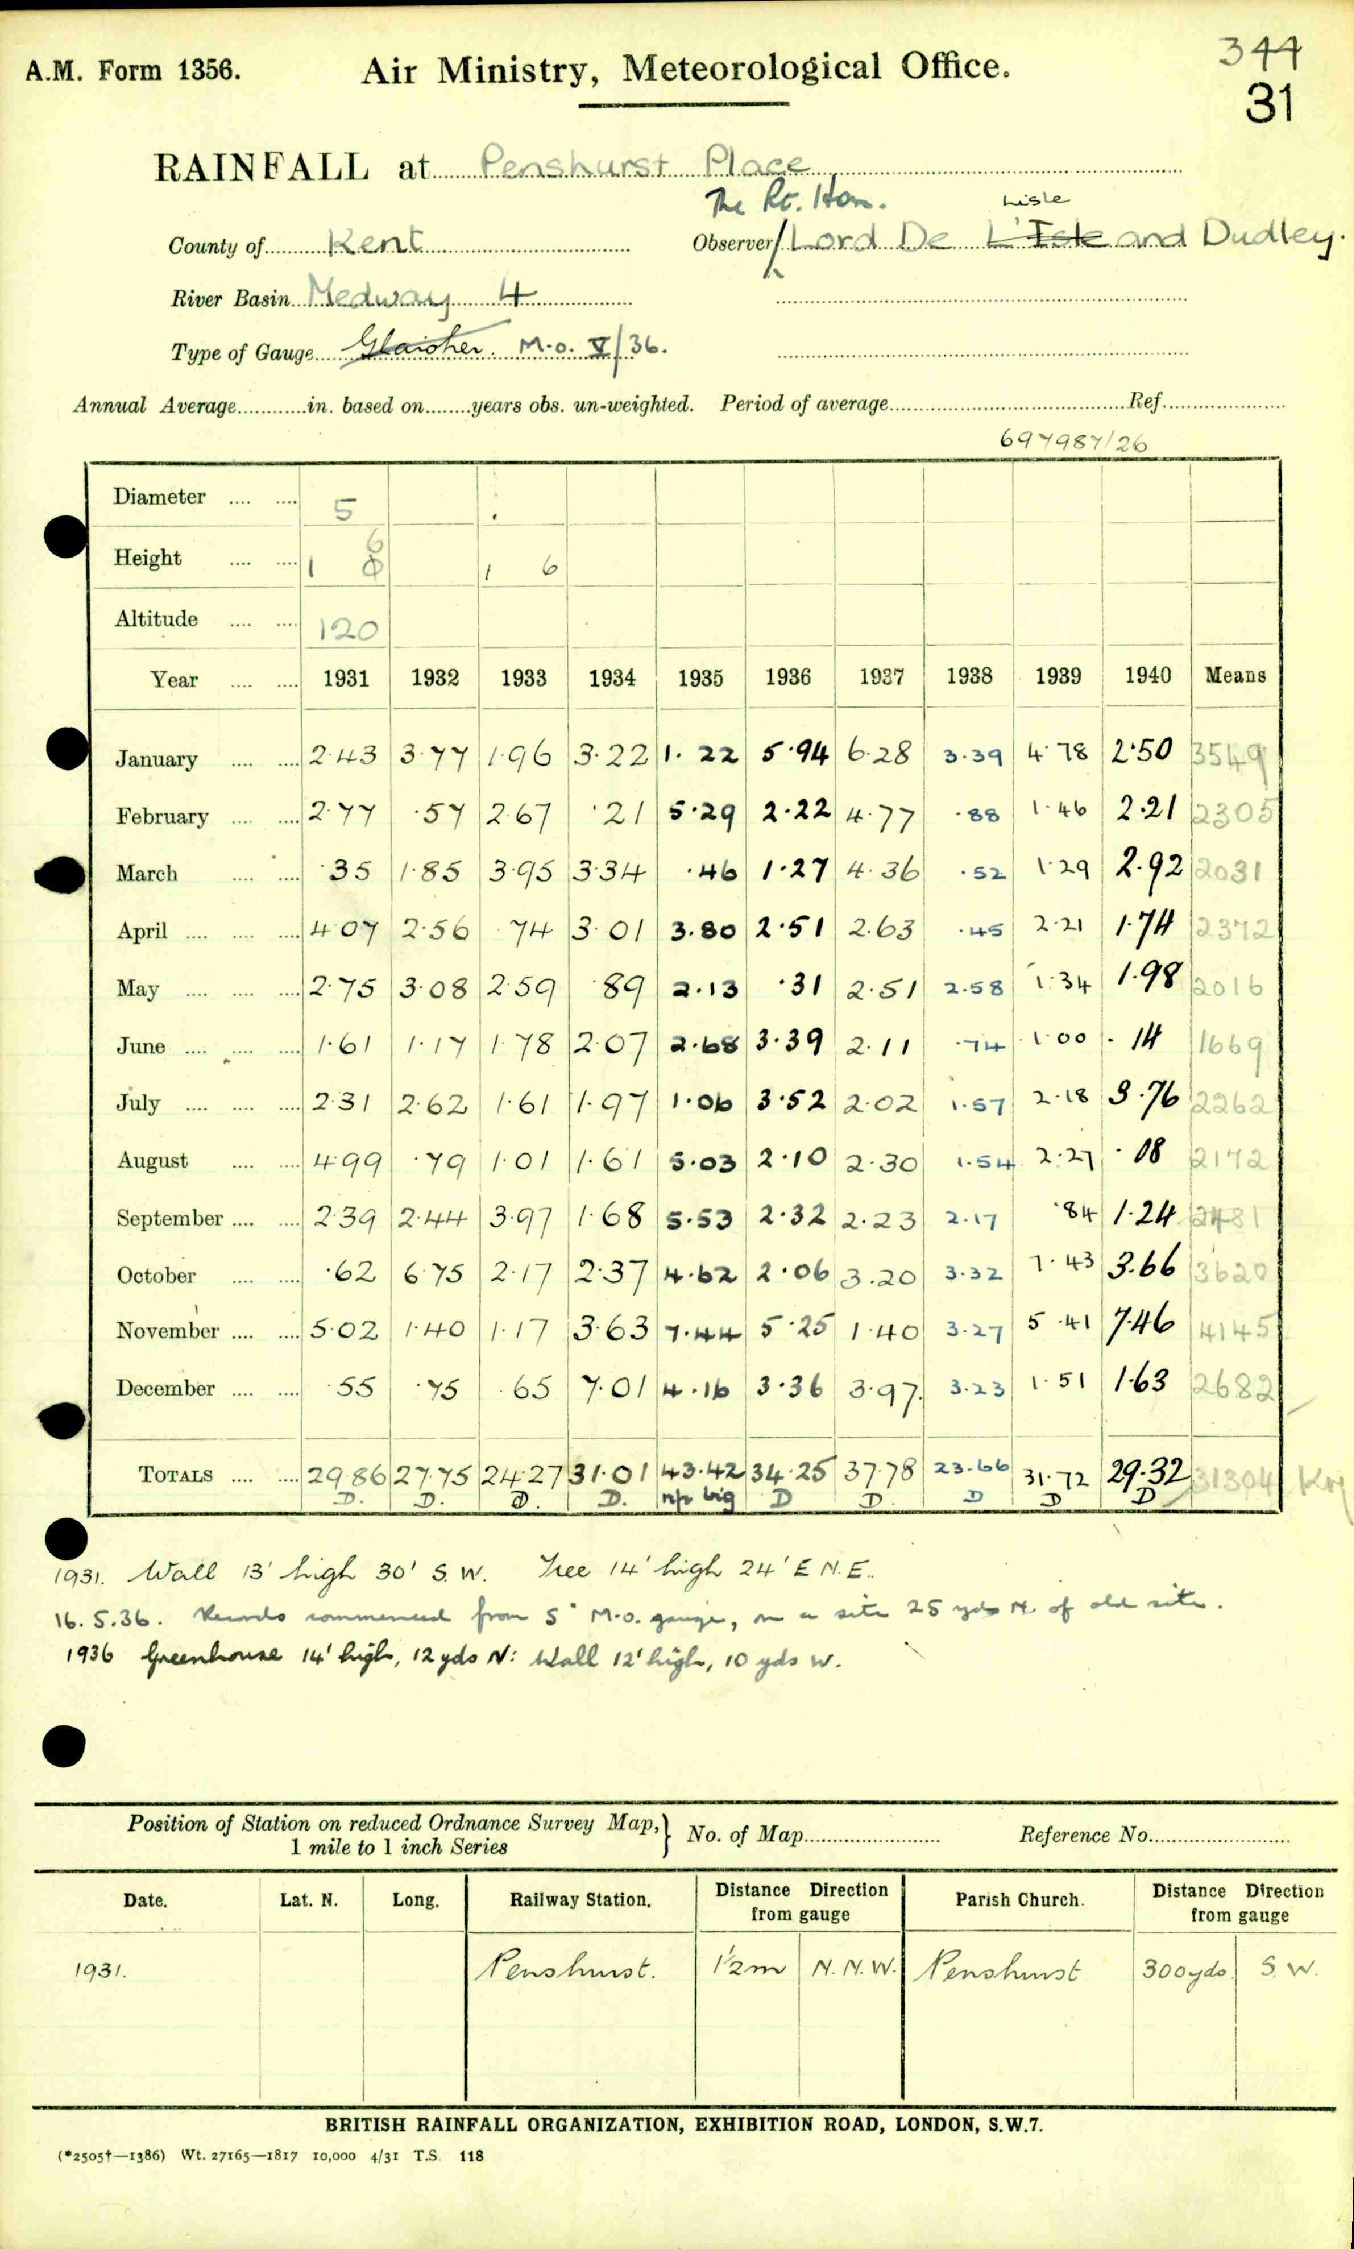 A.M. Form 1356.
Air Ministry, Meteorological Office.
344
31
RAINFALL at Penshurst Place
The Rt. Hon. Lisle
County of Kent Observer Lord De L'Isle and Dudley.
River Basin Medway 4
Type of Gauge Glaisher. M.O. V/36.
Annual Average in. based on years obs. un-weighted. Period of average Ref.
697987/26
Diameter 5
Height 1 8 6 1 6
Altitude 120
Year 1931 1932 1933 1934 1935 1936 1937 1938 1939 1940 Means
January 2.43 3.77 1.96 3.22 1.22 5.94 6.28 3.39 4.78 2.50 3549
February 2.77 .57 2.67 .21 5.29 2.22 4.77 .88 1.46 2.21 2305
March .35 1.85 3.95 3.34 .46 1.27 4.36 .52 1.29 2.92 2031
April 4.07 2.56 .74 3.01 3.80 2.51 2.63 .45 2.21 1.74 2372
May 2.75 3.08 2.59 .89 2.13 .31 2.51 2.58 1.34 1.98 2016
June 1.61 1.17 1.78 2.07 2.68 3.39 2.11 .74 1.00 .14 1669
July 2.31 2.62 1.61 1.97 1.06 3.52 2.02 1.57 2.18 3.76 2262
August 4.99 .79 1.01 1.61 5.03 2.10 2.30 1.54 2.27 .08 2172
September 2.39 2.44 3.97 1.68 5.53 2.32 2.23 2.17 .84 1.24 2481
October .62 6.75 2.17 2.37 4.62 2.06 3.20 3.32 7.43 3.66 3620
November 5.02 1.40 1.17 3.63 7.44 5.25 1.40 3.27 5.41 7.46 4145
December .55 .75 .65 7.01 4.16 3.36 3.97 3.23 1.51 1.63 2682
TOTALS 29.86 27.75 24.27 31.01 43.42 34.25 37.78 23.66 31.72 29.32 31304
D. D. D. D. n/p big D D D D D
1931. Wall 13' high 30' S.W. Tree 14' high 24' E N.E.
16.5.36. Records commenced from 5" M.O. gauge, on a site 25 yds N. of old site.
1936 Greenhouse 14' high, 12 yds N: Wall 12' high, 10 yds W.
Position of Station on reduced Ordnance Survey Map, No. of Map Reference No.
1 mile to 1 inch Series
Date. Lat. N. Long. Railway Station. Distance Direction from gauge Parish Church. Distance Direction from gauge
1931. Penshurst. 1½m N.N.W. Penshurst 300yds. S.W.
BRITISH RAINFALL ORGANIZATION, EXHIBITION ROAD, LONDON, S.W.7.
(*2505†—1386) Wt. 27165—1817 10,000 4/31 T.S. 118